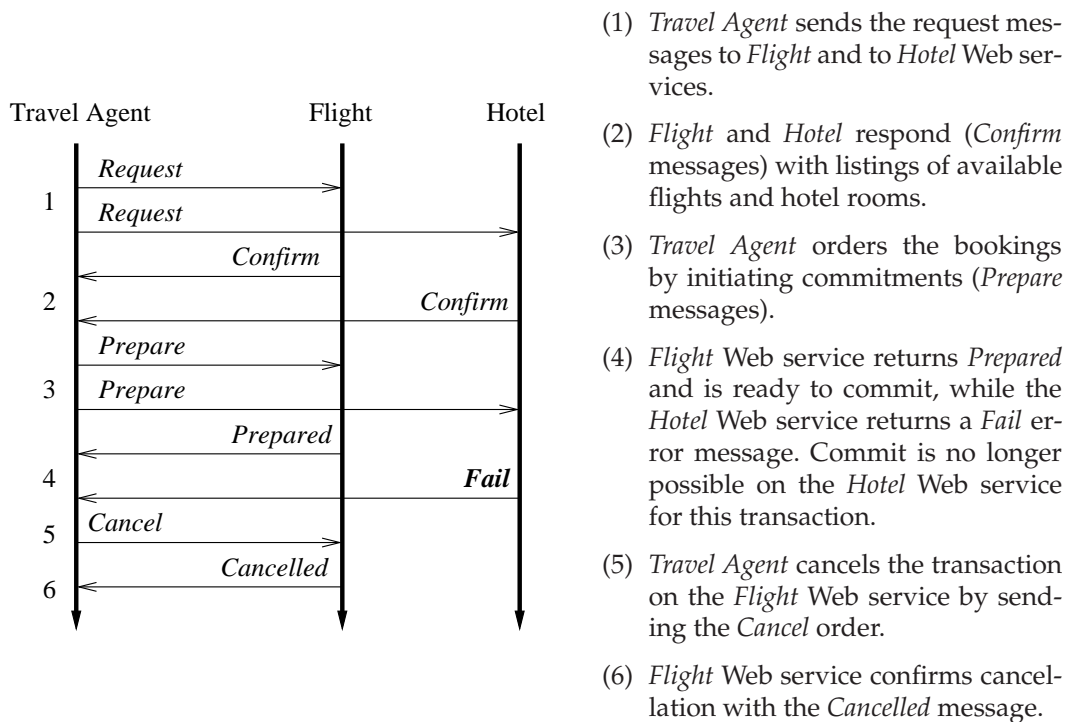 Travel Agent Flight Hotel
Request
1
Request
Confirm
2
Confirm
Prepare
3
Prepare
Prepared
4
Fail
5
Cancel
Cancelled
6
(1) Travel Agent sends the request mes-
sages to Flight and to Hotel Web ser-
vices.
(2) Flight and Hotel respond (Confirm
messages) with listings of available
flights and hotel rooms.
(3) Travel Agent orders the bookings
by initiating commitments (Prepare
messages).
(4) Flight Web service returns Prepared
and is ready to commit, while the
Hotel Web service returns a Fail er-
ror message. Commit is no longer
possible on the Hotel Web service
for this transaction.
(5) Travel Agent cancels the transaction
on the Flight Web service by send-
ing the Cancel order.
(6) Flight Web service confirms cancel-
lation with the Cancelled message.